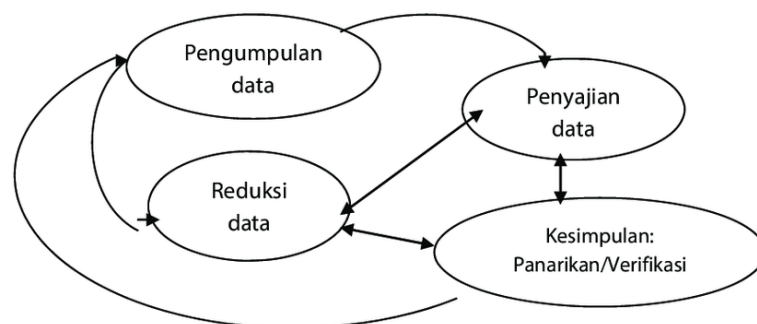 Pengumpulan
data
Penyajian
data
Reduksi
data
Kesimpulan:
Panarikan/Verifikasi